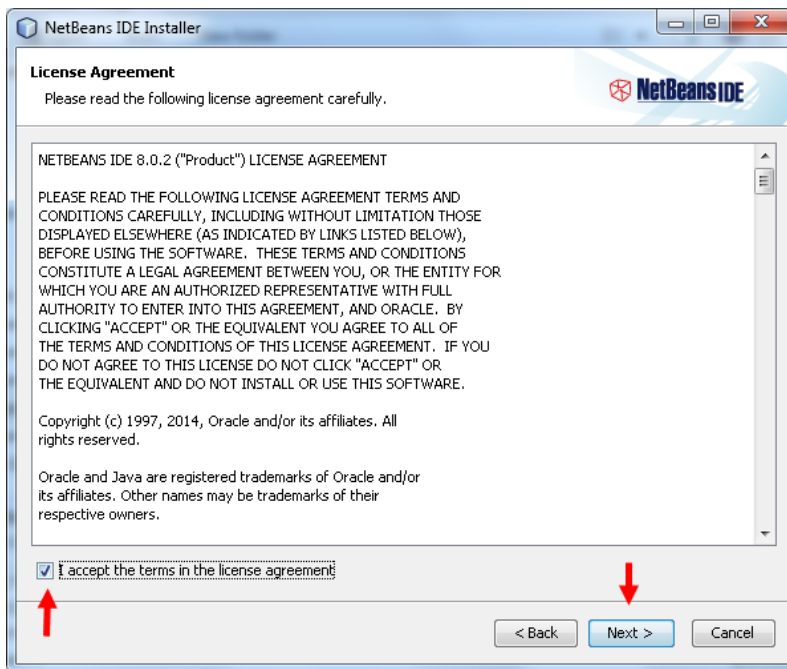 NetBeans IDE Installer
License Agreement
Please read the following license agreement carefully.
NetBeans IDE
NETBEANS IDE 8.0.2 ("Product") LICENSE AGREEMENT
PLEASE READ THE FOLLOWING LICENSE AGREEMENT TERMS AND
CONDITIONS CAREFULLY, INCLUDING WITHOUT LIMITATION THOSE
DISPLAYED ELSEWHERE (AS INDICATED BY LINKS LISTED BELOW),
BEFORE USING THE SOFTWARE.  THESE TERMS AND CONDITIONS
CONSTITUTE A LEGAL AGREEMENT BETWEEN YOU, OR THE ENTITY FOR
WHICH YOU ARE AN AUTHORIZED REPRESENTATIVE WITH FULL
AUTHORITY TO ENTER INTO THIS AGREEMENT, AND ORACLE.  BY
CLICKING "ACCEPT" OR THE EQUIVALENT YOU AGREE TO ALL OF
THE TERMS AND CONDITIONS OF THIS LICENSE AGREEMENT.  IF YOU
DO NOT AGREE TO THIS LICENSE DO NOT CLICK "ACCEPT" OR
THE EQUIVALENT AND DO NOT INSTALL OR USE THIS SOFTWARE.
Copyright (c) 1997, 2014, Oracle and/or its affiliates. All
rights reserved.
Oracle and Java are registered trademarks of Oracle and/or
its affiliates. Other names may be trademarks of their
respective owners.
I accept the terms in the license agreement
< Back
Next >
Cancel